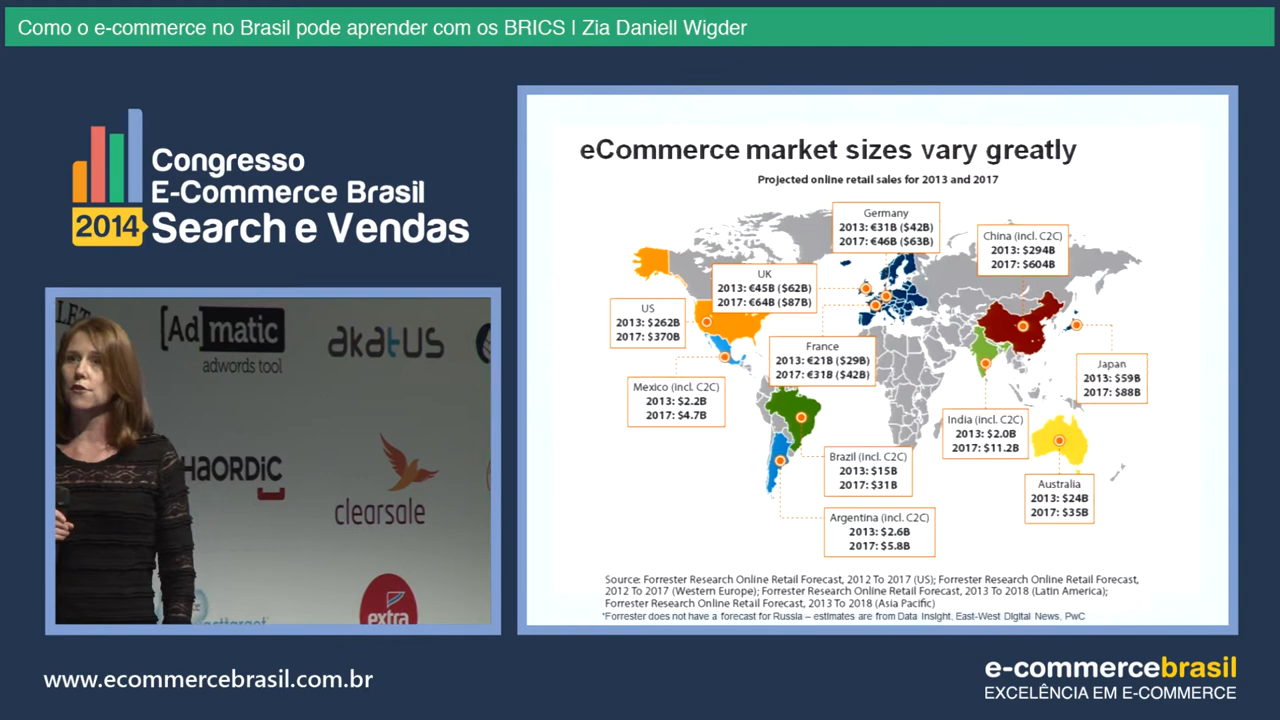 Como o e-commerce no Brasil pode aprender com os BRICS | Zia Daniell Wigder
Congresso
E-Commerce Brasil
2014 Search e Vendas
[Ad]matic
adwords tool
akatus
HAORDIC
clearsale
extra
www.ecommercebrasil.com.br
eCommerce market sizes vary greatly
Projected online retail sales for 2013 and 2017
Germany
2013: €31B ($42B)
2017: €46B ($63B)
China (incl. C2C)
2013: $294B
2017: $604B
UK
2013: €45B ($62B)
2017: €64B ($87B)
US
2013: $262B
2017: $370B
France
2013: €21B ($29B)
2017: €31B ($42B)
Japan
2013: $59B
2017: $88B
Mexico (incl. C2C)
2013: $2.2B
2017: $4.7B
India (incl. C2C)
2013: $2.0B
2017: $11.2B
Brazil (incl. C2C)
2013: $15B
2017: $31B
Australia
2013: $24B
2017: $35B
Argentina (incl. C2C)
2013: $2.6B
2017: $5.8B
Source: Forrester Research Online Retail Forecast, 2012 To 2017 (US); Forrester Research Online Retail Forecast,
2012 To 2017 (Western Europe); Forrester Research Online Retail Forecast, 2013 To 2018 (Latin America);
Forrester Research Online Retail Forecast, 2013 To 2018 (Asia Pacific)
*Forrester does not have a forecast for Russia – estimates are from Data Insight, East-West Digital News, PwC
e-commercebrasil
EXCELÊNCIA EM E-COMMERCE